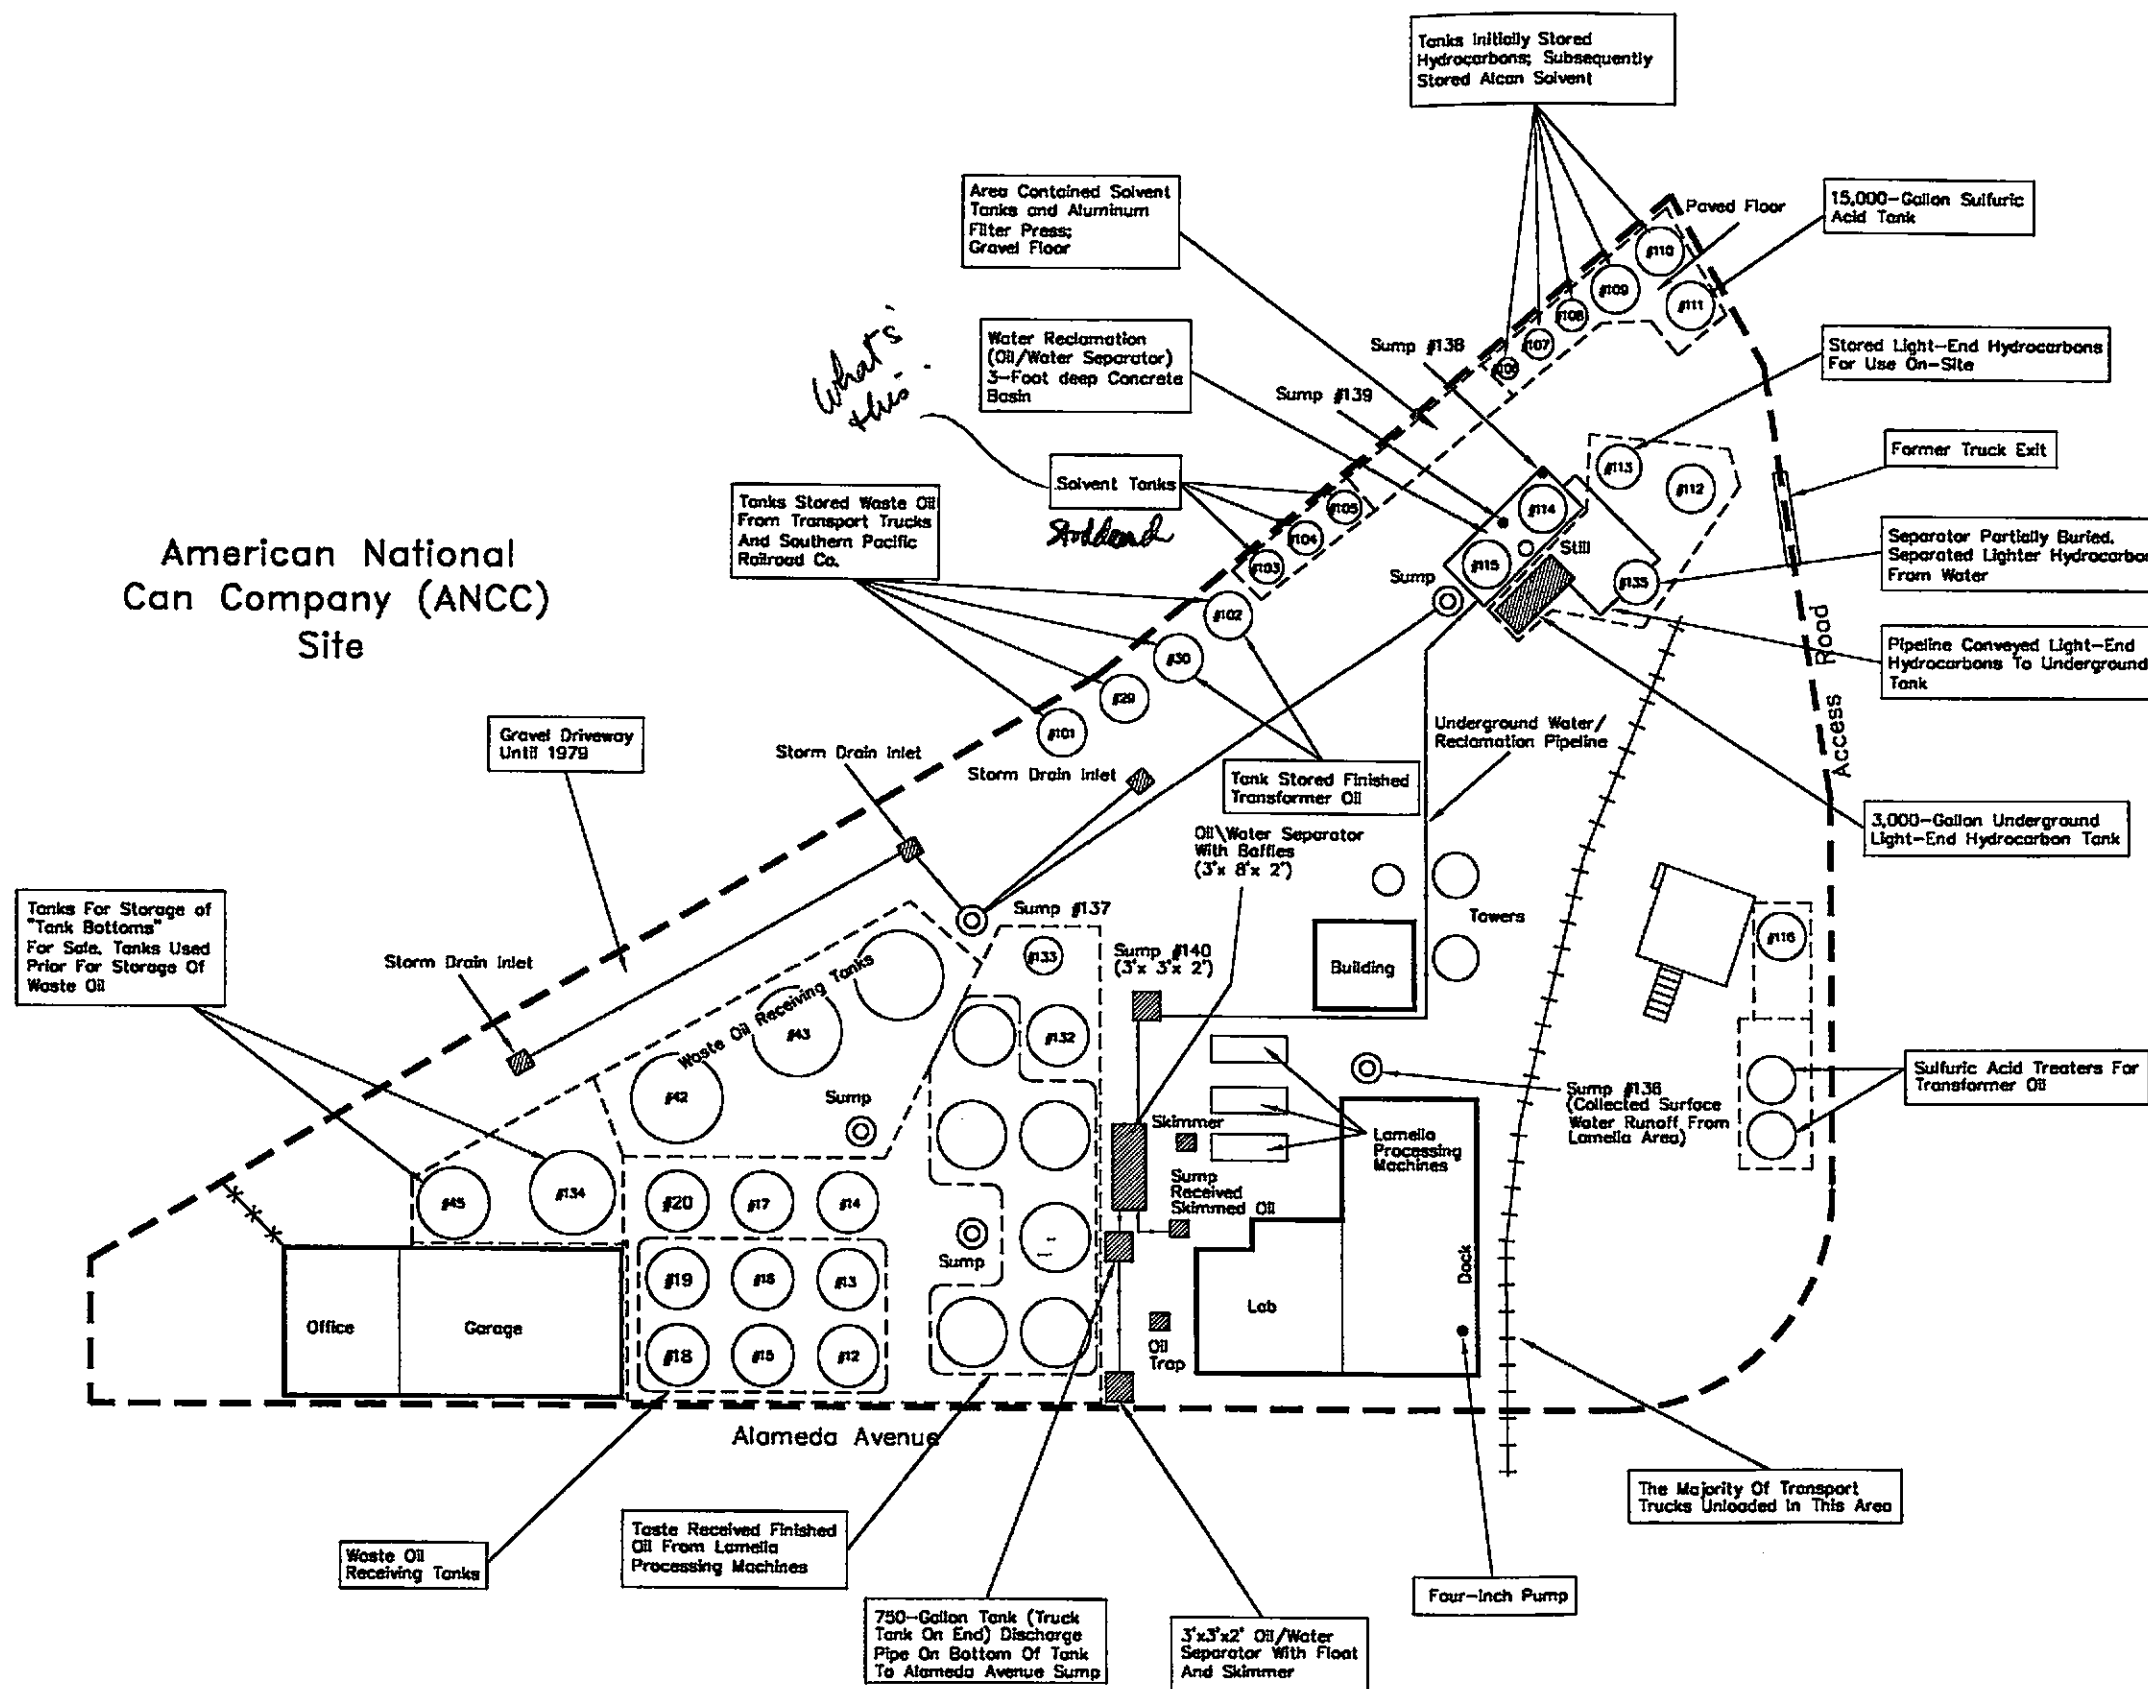 Tanks Initially Stored
Hydrocarbons; Subsequently
Stored Alcan Solvent
Area Contained Solvent
Tanks and Aluminum
Filter Press;
Gravel Floor
Paved Floor
15,000-Gallon Sulfuric
Acid Tank
#110
#109
#111
#108
#107
#106
What's
this
Water Reclamation
(Oil/Water Separator)
3-Foot deep Concrete
Basin
Sump #138
Sump #139
Stored Light-End Hydrocarbons
For Use On-Site
Former Truck Exit
Solvent Tanks
Stoddard
#105
#104
#103
#113
#112
#114
#115
Still
#135
Sump
Tanks Stored Waste Oil
From Transport Trucks
And Southern Pacific
Railroad Co.
Separator Partially Buried.
Separated Lighter Hydrocarbon
From Water
American National
Can Company (ANCC)
Site
#102
#30
#29
#101
Pipeline Conveyed Light-End
Hydrocarbons To Underground
Tank
Access Road
Gravel Driveway
Until 1979
Storm Drain Inlet
Storm Drain Inlet
Underground Water/
Reclamation Pipeline
Tank Stored Finished
Transformer Oil
3,000-Gallon Underground
Light-End Hydrocarbon Tank
Oil\Water Separator
With Baffles
(3'x 8'x 2')
Tanks For Storage of
"Tank Bottoms"
For Sale. Tanks Used
Prior For Storage Of
Waste Oil
Storm Drain Inlet
Sump #137
#133
Sump #140
(3'x 3'x 2')
Building
Towers
#116
Waste Oil Receiving Tanks
#43
#42
Sump
#132
Sulfuric Acid Treaters For
Transformer Oil
Sump #136
(Collected Surface
Water Runoff From
Lamella Area)
Skimmer
Lamella
Processing
Machines
Sump
Received
Skimmed Oil
#45
#134
#20
#17
#14
Sump
#19
#16
#13
#18
#15
#12
Office
Garage
Lab
Dock
Oil
Trap
Alameda Avenue
The Majority Of Transport
Trucks Unloaded In This Area
Waste Oil
Receiving Tanks
Taste Received Finished
Oil From Lamella
Processing Machines
Four-Inch Pump
750-Gallon Tank (Truck
Tank On End) Discharge
Pipe On Bottom Of Tank
To Alameda Avenue Sump
3'x3'x2' Oil/Water
Separator With Float
And Skimmer